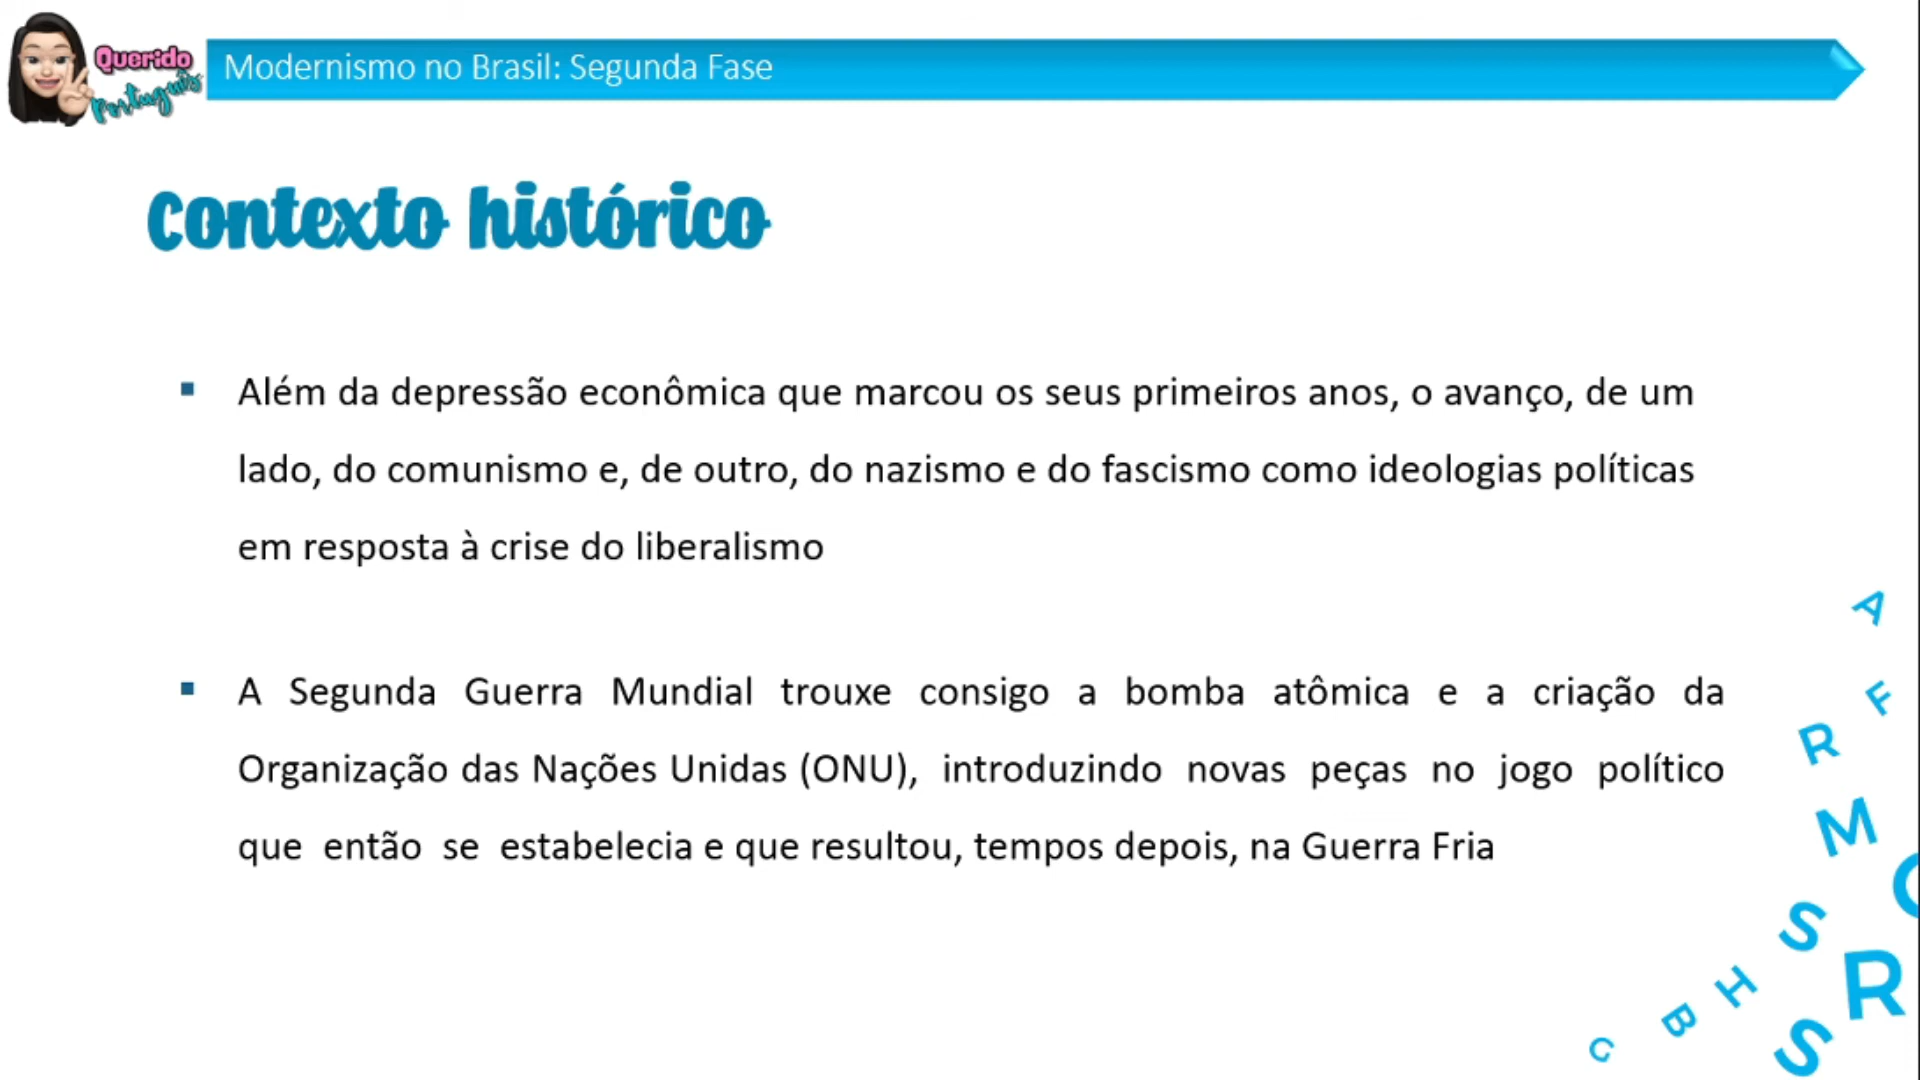 Querido
Português
Modernismo no Brasil: Segunda Fase
Contexto histórico
Além da depressão econômica que marcou os seus primeiros anos, o avanço, de um
lado, do comunismo e, de outro, do nazismo e do fascismo como ideologias políticas
em resposta à crise do liberalismo
A Segunda Guerra Mundial trouxe consigo a bomba atômica e a criação da
Organização das Nações Unidas (ONU), introduzindo novas peças no jogo político
que então se estabelecia e que resultou, tempos depois, na Guerra Fria
A
F
R
M
S
R
H
B
S